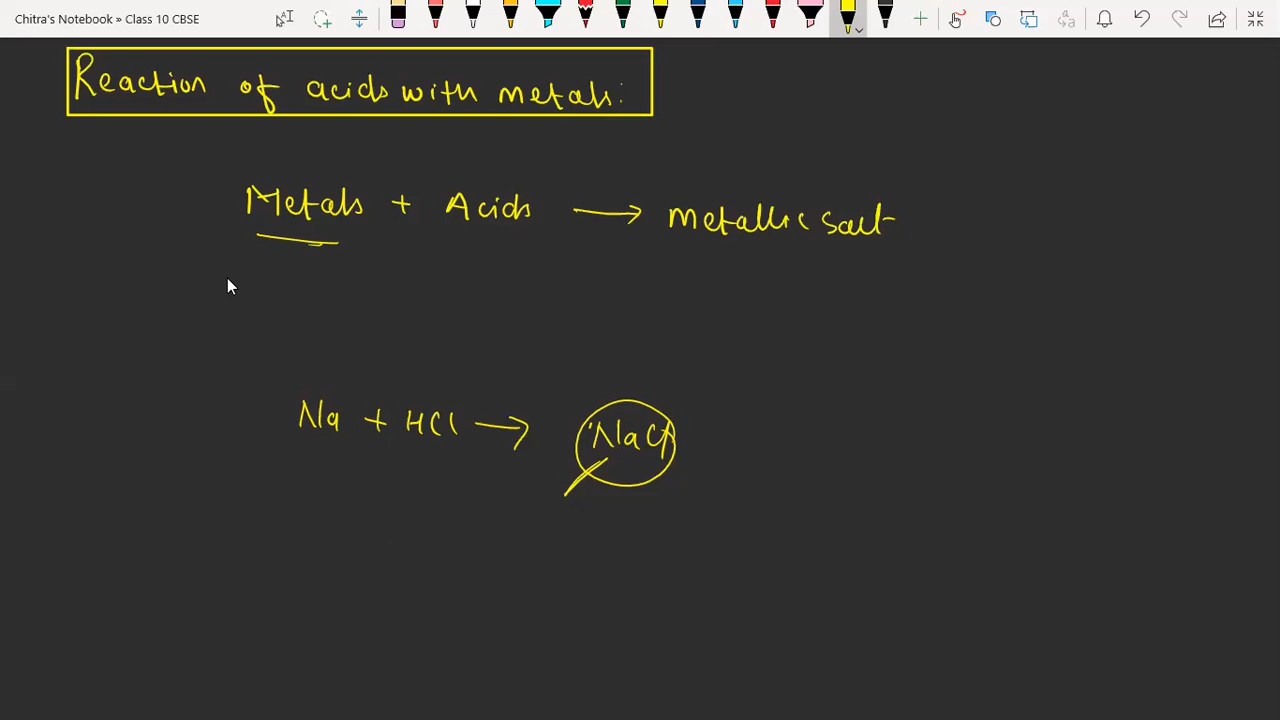 Chitra's Notebook » Class 10 CBSE
Reaction of acids with metals:
Metals + Acids → Metallic salt
Na + HCl → NaCl